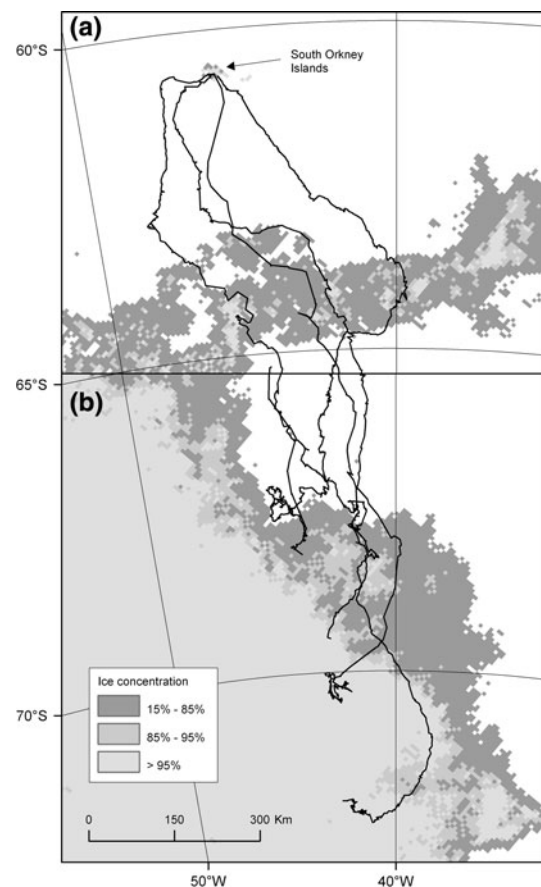 (a)
60°S
South Orkney
Islands
65°S
(b)
Ice concentration
15% - 85%
85% - 95%
> 95%
70°S
0 150 300 Km
50°W 40°W